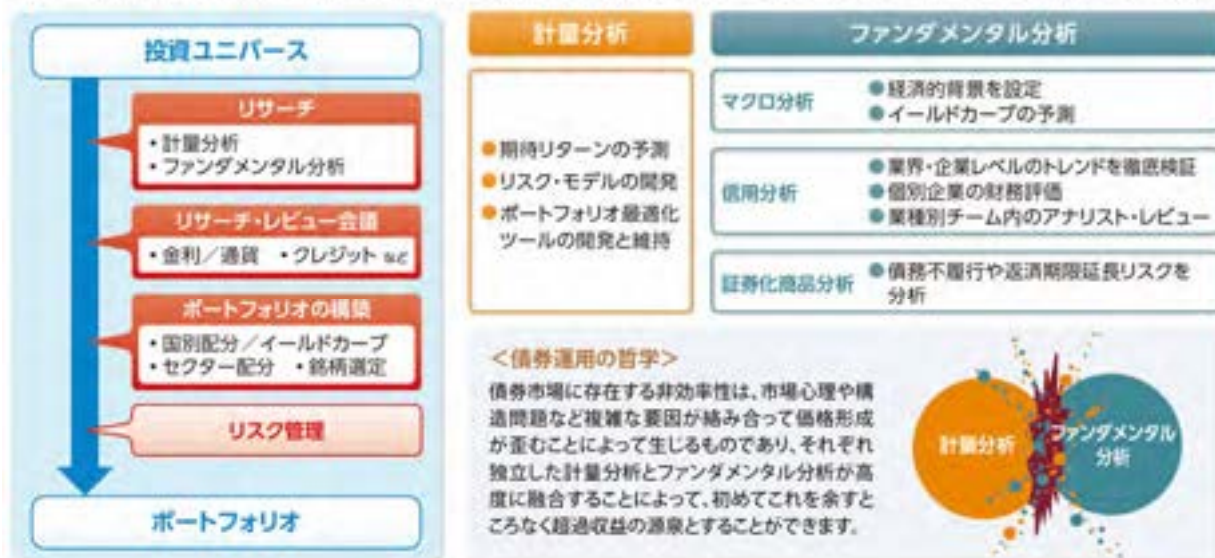 投資ユニバース
リサーチ
・計量分析
・ファンダメンタル分析
リサーチ・レビュー会議
・金利／通貨 ・クレジット など
ポートフォリオの構築
・国別配分／イールドカーブ
・セクター配分 ・銘柄選定
リスク管理
ポートフォリオ
計量分析
●期待リターンの予測
●リスク・モデルの開発
●ポートフォリオ最適化
ツールの開発と維持
ファンダメンタル分析
マクロ分析
●経済的背景を設定
●イールドカーブの予測
信用分析
●業界・企業レベルのトレンドを徹底検証
●個別企業の財務評価
●業種別チーム内のアナリスト・レビュー
証券化商品分析
●債務不履行や返済期限延長リスクを
分析
＜債券運用の哲学＞
債券市場に存在する非効率性は、市場心理や構
造問題など複雑な要因が絡み合って価格形成
が歪むことによって生じるものであり、それぞれ
独立した計量分析とファンダメンタル分析が高
度に融合することによって、初めてこれを余すと
ころなく超過収益の源泉とすることができます。
計量分析
ファンダメンタル
分析